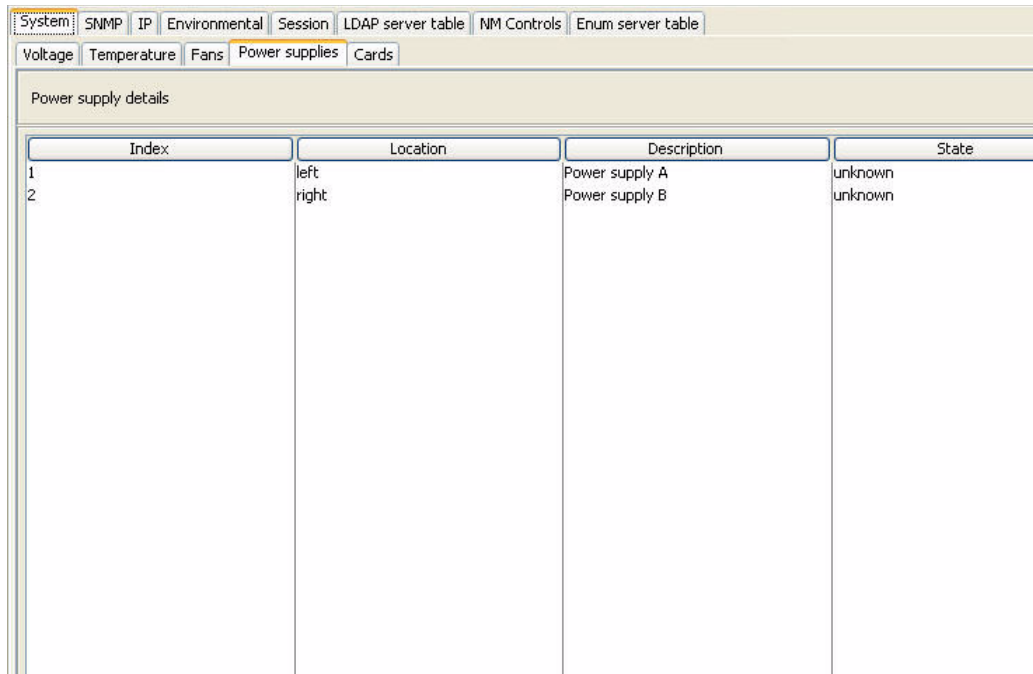 System SNMP IP Environmental Session LDAP server table NM Controls Enum server table
Voltage Temperature Fans Power supplies Cards
Power supply details
Index Location Description State
1 left Power supply A unknown
2 right Power supply B unknown